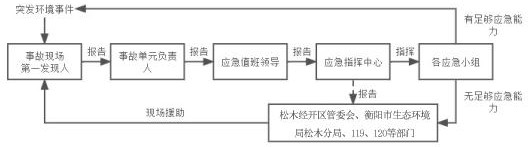 突发环境事件
有足够应急能
力
事故现场
第一发现人
报告
事故单元负责
人
报告
应急值班领导
报告
应急指挥中心
指挥
各应急小组
报告
无足够应急能
力
现场援助
松木经开区管委会、衡阳市生态环境
局松木分局、119、120等部门